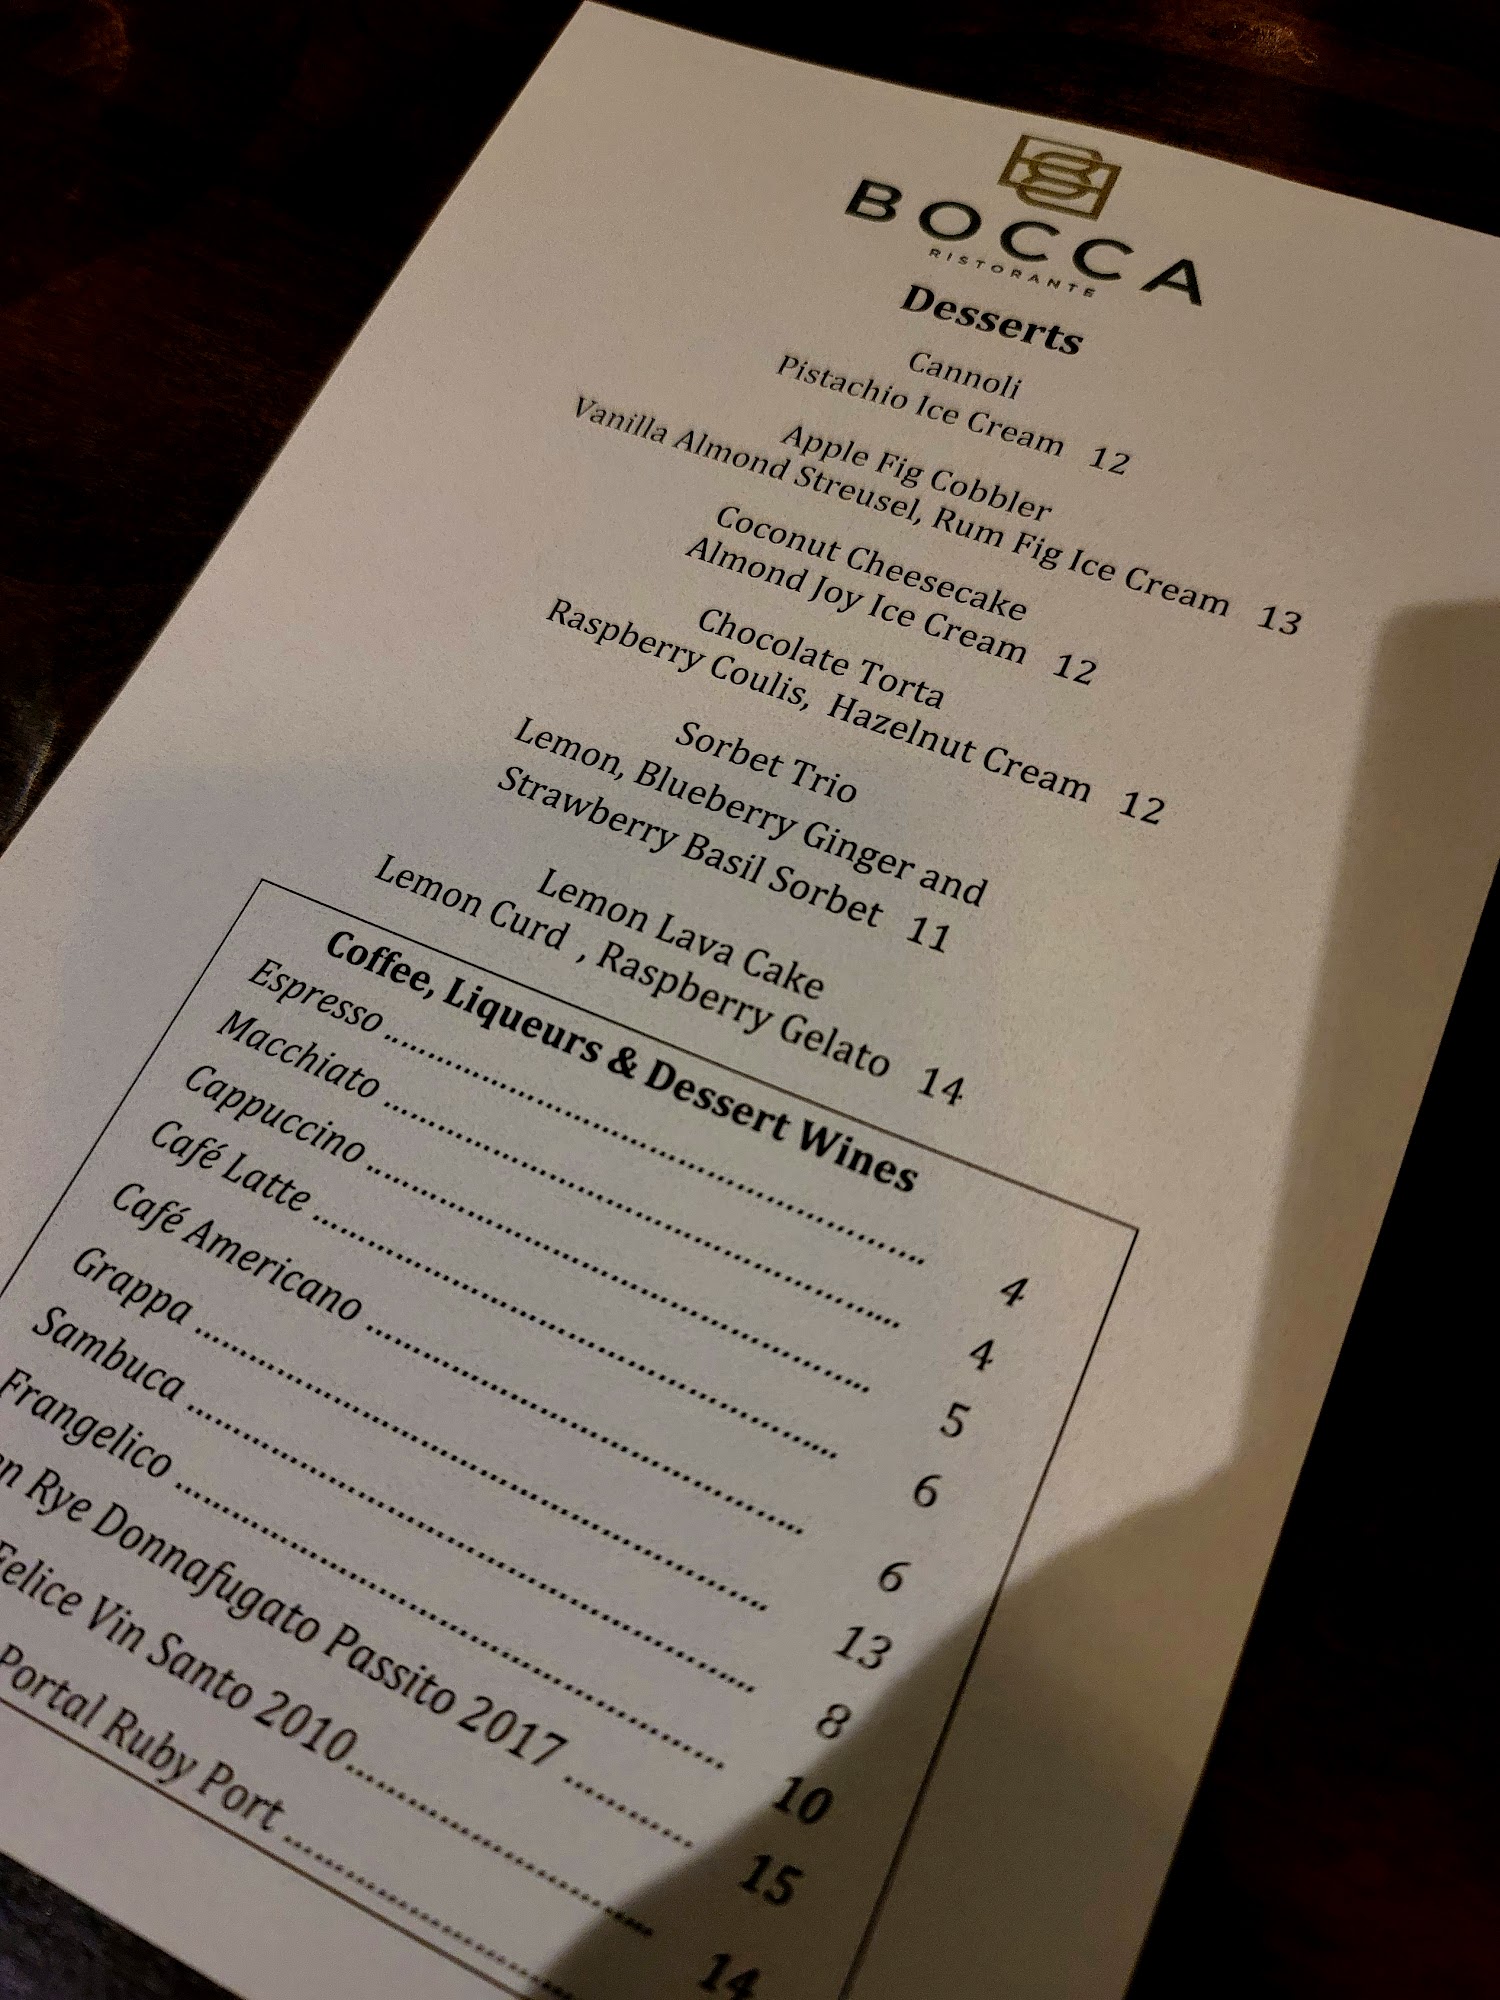 BOCCA
RISTORANTE
Desserts
Cannoli
Pistachio Ice Cream 12
Apple Fig Cobbler
Vanilla Almond Streusel, Rum Fig Ice Cream 13
Coconut Cheesecake
Almond Joy Ice Cream 12
Chocolate Torta
Raspberry Coulis, Hazelnut Cream 12
Sorbet Trio
Lemon, Blueberry Ginger and
Strawberry Basil Sorbet 11
Lemon Lava Cake
Lemon Curd , Raspberry Gelato 14
Coffee, Liqueurs & Dessert Wines
Espresso 4
Macchiato 4
Cappuccino 5
Café Latte 6
Café Americano 6
Grappa 13
Sambuca 8
Frangelico 10
Rye Donnafugato Passito 2017 15
Felice Vin Santo 2010 14
Portal Ruby Port